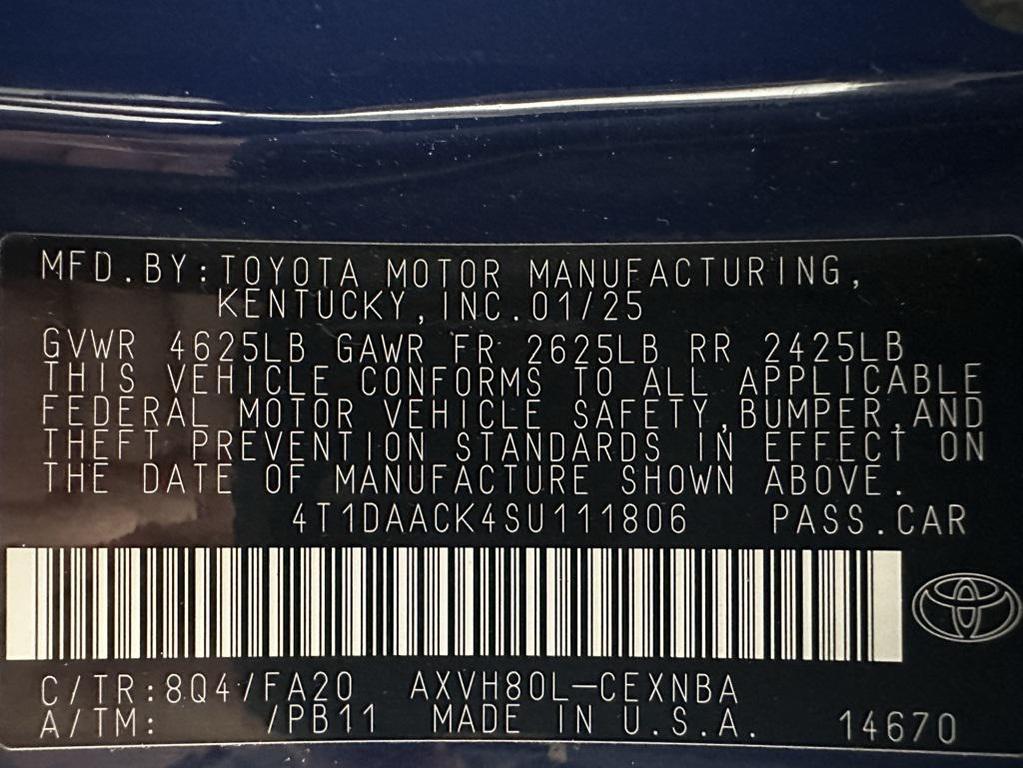 MFD.BY:TOYOTA MOTOR MANUFACTURING,
KENTUCKY,INC.01/25
GVWR 4625LB GAWR FR 2625LB RR 2425LB
THIS VEHICLE CONFORMS TO ALL APPLICABLE
FEDERAL MOTOR VEHICLE SAFETY,BUMPER,AND
THEFT PREVENTION STANDARDS IN EFFECT ON
THE DATE OF MANUFACTURE SHOWN ABOVE.
4T1DAACK4SU111806 PASS.CAR
C/TR:8Q4/FA20 AXVH80L-CEXNBA
A/TM: /PB11 MADE IN U.S.A. 14670